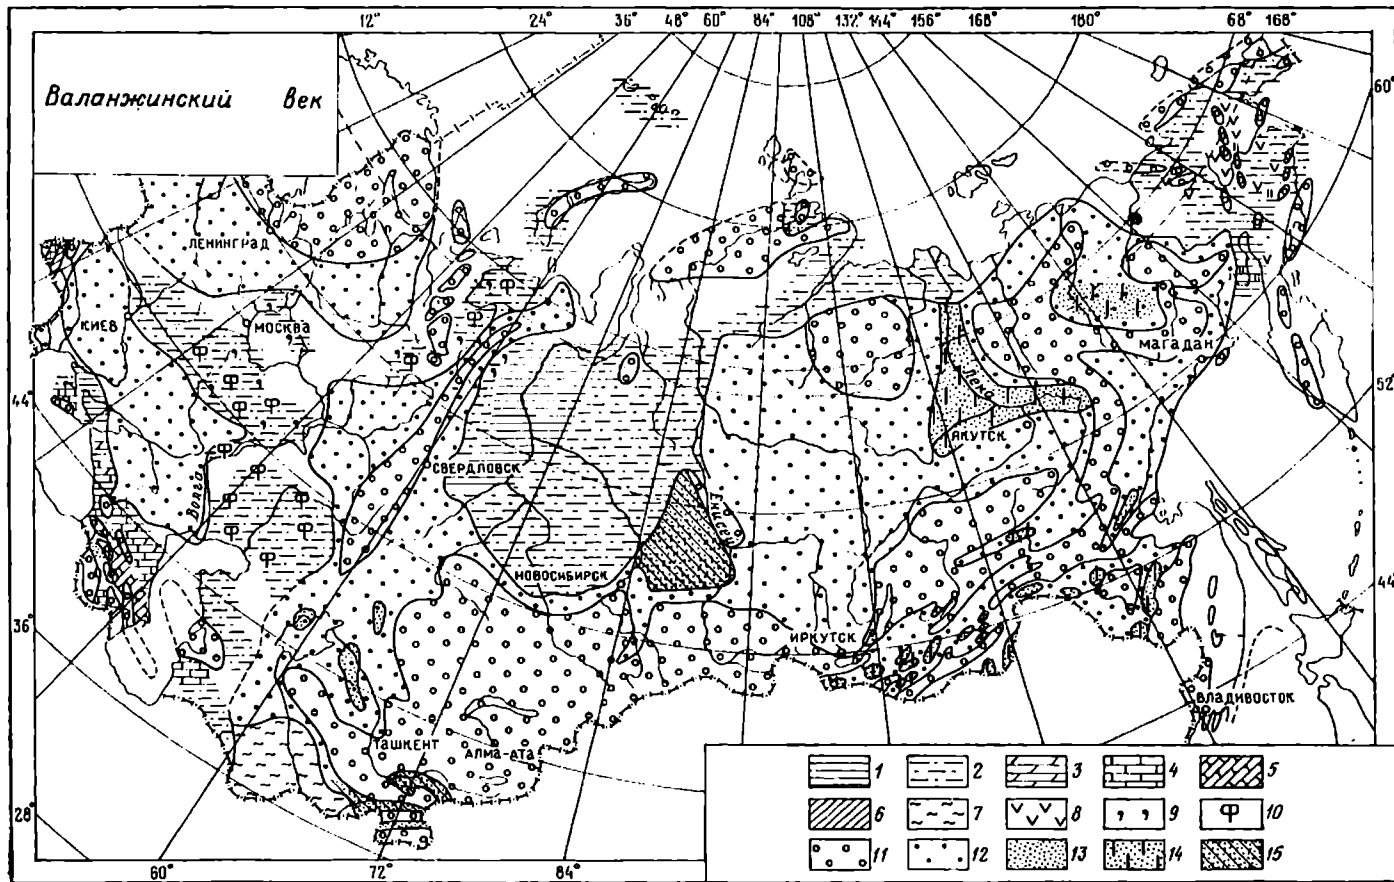 12° 24° 36° 48° 60° 84° 108° 132° 144° 156° 168° 180° 68° 168°
Валанжинский век
60°
ЛЕНИНГРАД
КИЕВ
МОСКВА
МАГАДАН
Лена
52°
44°
ЯКУТСК
СВЕРДЛОВСК
Волга
Енисей
НОВОСИБИРСК
44°
36°
ИРКУТСК
ВЛАДИВОСТОК
ТАШКЕНТ
АЛМА-АТА
28°
1 2 3 4 5
6 7 8 9 10
11 12 13 14 15
60° 72° 84°